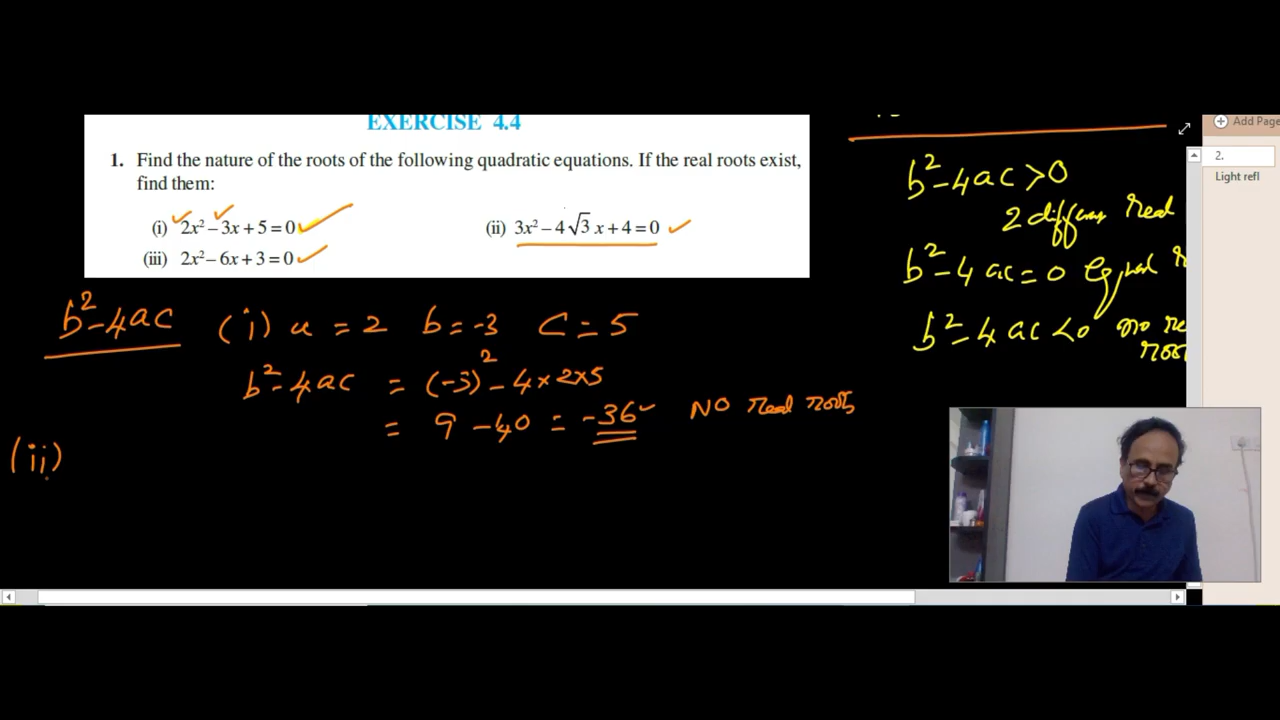 EXERCISE 4.4
1. Find the nature of the roots of the following quadratic equations. If the real roots exist,
find them:
(i) 2x² – 3x + 5 = 0
(ii) 3x² – 4√3 x + 4 = 0
(iii) 2x² – 6x + 3 = 0
b² - 4ac (i) a = 2 b = -3 C = 5
b² - 4ac = (-3)² - 4 × 2 × 5
= 9 - 40 = -36 NO real roots
(ii)
b² - 4ac > 0
2 real
b² - 4ac = 0 Equal
b² - 4ac < 0 no
Add Page
2.
Light refl